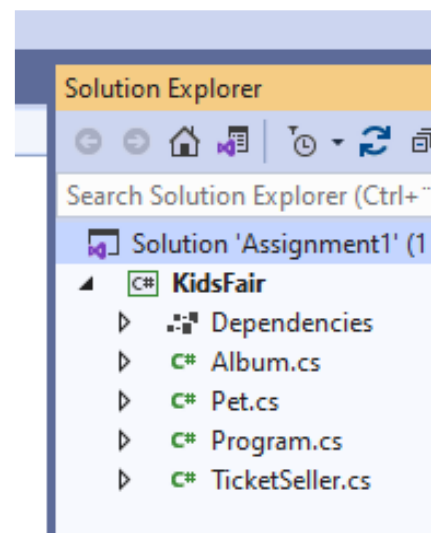 Solution Explorer
Search Solution Explorer (Ctrl+¨
Solution 'Assignment1' (1
C# KidsFair
Dependencies
C# Album.cs
C# Pet.cs
C# Program.cs
C# TicketSeller.cs